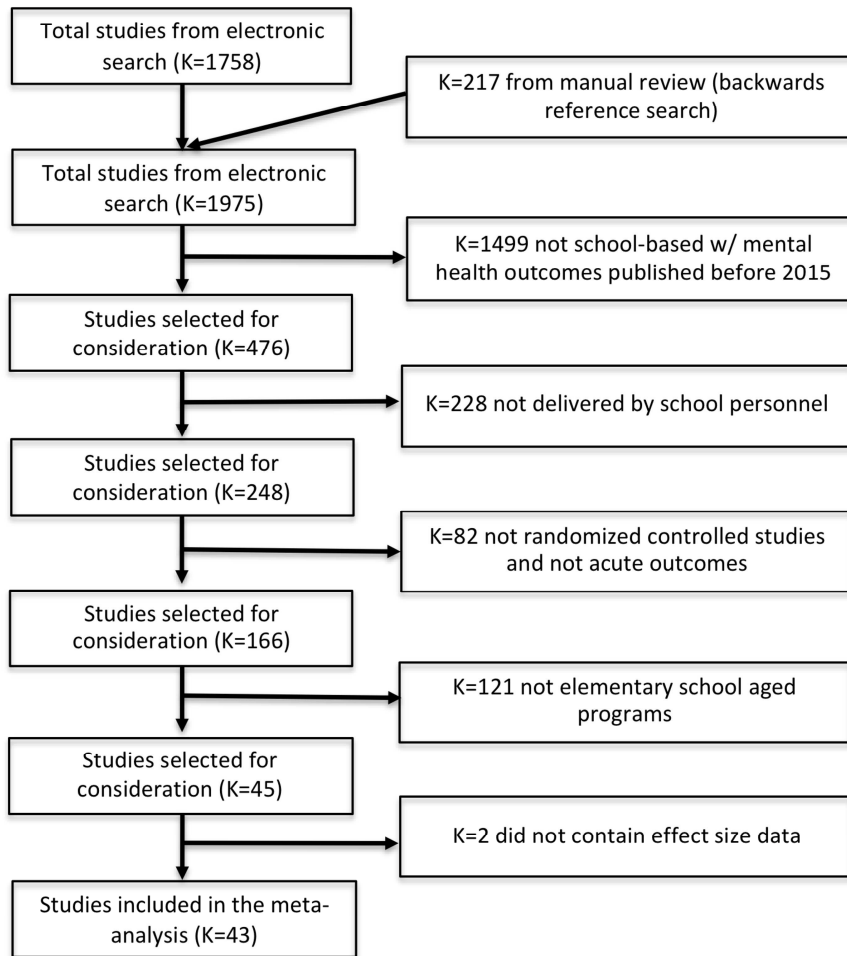 Total studies from electronic
search (K=1758)
K=217 from manual review (backwards
reference search)
Total studies from electronic
search (K=1975)
K=1499 not school-based w/ mental
health outcomes published before 2015
Studies selected for
consideration (K=476)
K=228 not delivered by school personnel
Studies selected for
consideration (K=248)
K=82 not randomized controlled studies
and not acute outcomes
Studies selected for
consideration (K=166)
K=121 not elementary school aged
programs
Studies selected for
consideration (K=45)
K=2 did not contain effect size data
Studies included in the meta-
analysis (K=43)